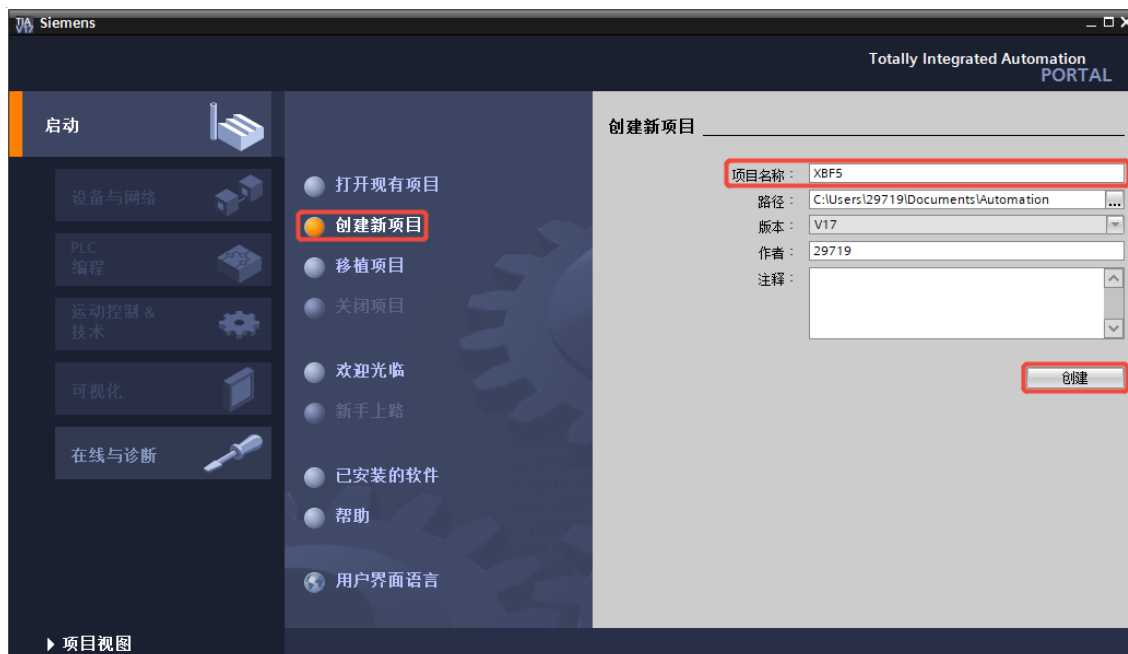 TIA V17 Siemens
Totally Integrated Automation
PORTAL
启动
设备与网络
PLC
编程
运动控制 &
技术
可视化
在线与诊断
打开现有项目
创建新项目
移植项目
关闭项目
欢迎光临
新手上路
已安装的软件
帮助
用户界面语言
创建新项目
项目名称： XBF5
路径： C:\Users\29719\Documents\Automation ...
版本： V17
作者： 29719
注释：
创建
项目视图